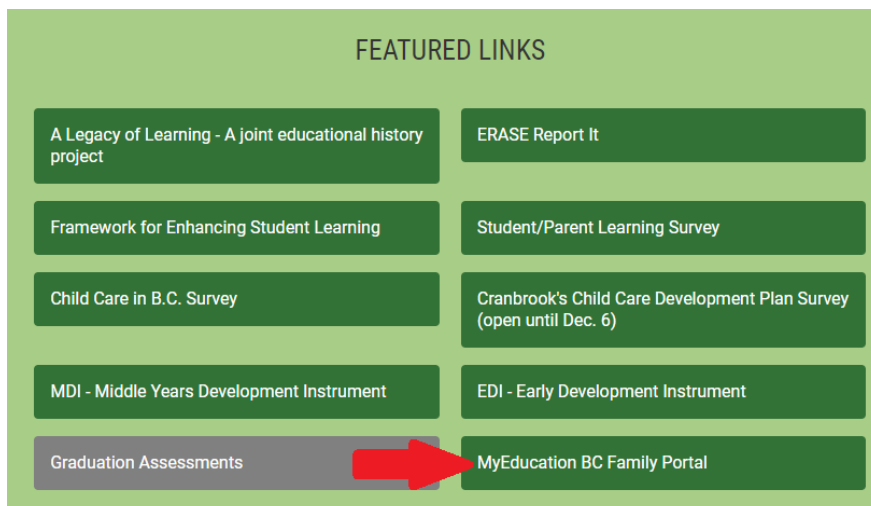 FEATURED LINKS
A Legacy of Learning - A joint educational history
project
ERASE Report It
Framework for Enhancing Student Learning
Student/Parent Learning Survey
Child Care in B.C. Survey
Cranbrook's Child Care Development Plan Survey
(open until Dec. 6)
MDI - Middle Years Development Instrument
EDI - Early Development Instrument
Graduation Assessments
MyEducation BC Family Portal